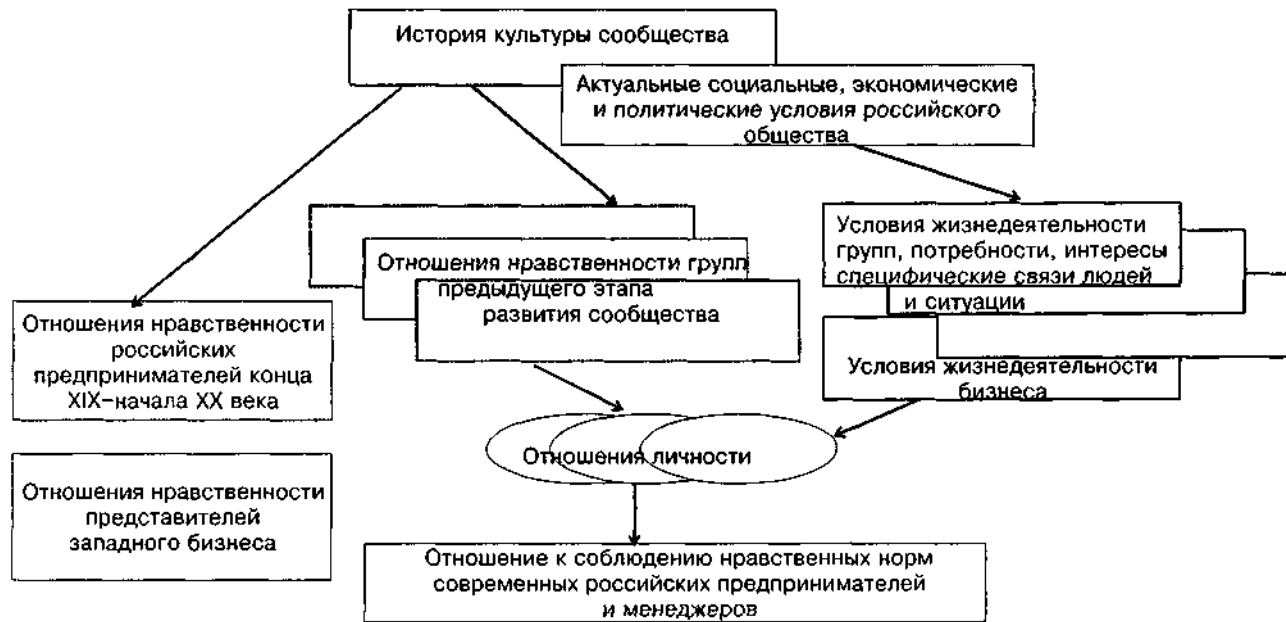 История культуры сообщества
Актуальные социальные, экономические
и политические условия российского
общества
Отношения нравственности групп
предыдущего этапа
развития сообщества
Условия жизнедеятельности
групп, потребности, интересы
специфические связи людей
и ситуации
Отношения нравственности
российских
предпринимателей конца
XIX–начала XX века
Условия жизнедеятельности
бизнеса
Отношения личности
Отношения нравственности
представителей
западного бизнеса
Отношение к соблюдению нравственных норм
современных российских предпринимателей
и менеджеров